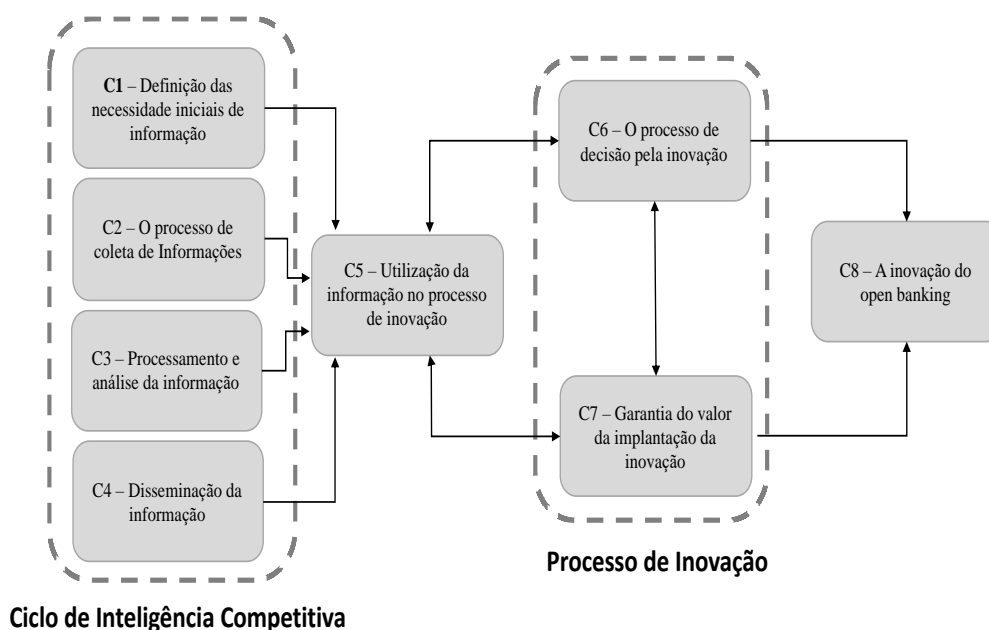 C1 – Definição das
necessidade iniciais de
informação
C2 – O processo de
coleta de Informações
C3 – Processamento e
análise da informação
C4 – Disseminação da
informação
C5 – Utilização da
informação no processo
de inovação
C6 – O processo de
decisão pela inovação
C7 – Garantia do valor
da implantação da
inovação
C8 – A inovação do
open banking
Processo de Inovação
Ciclo de Inteligência Competitiva